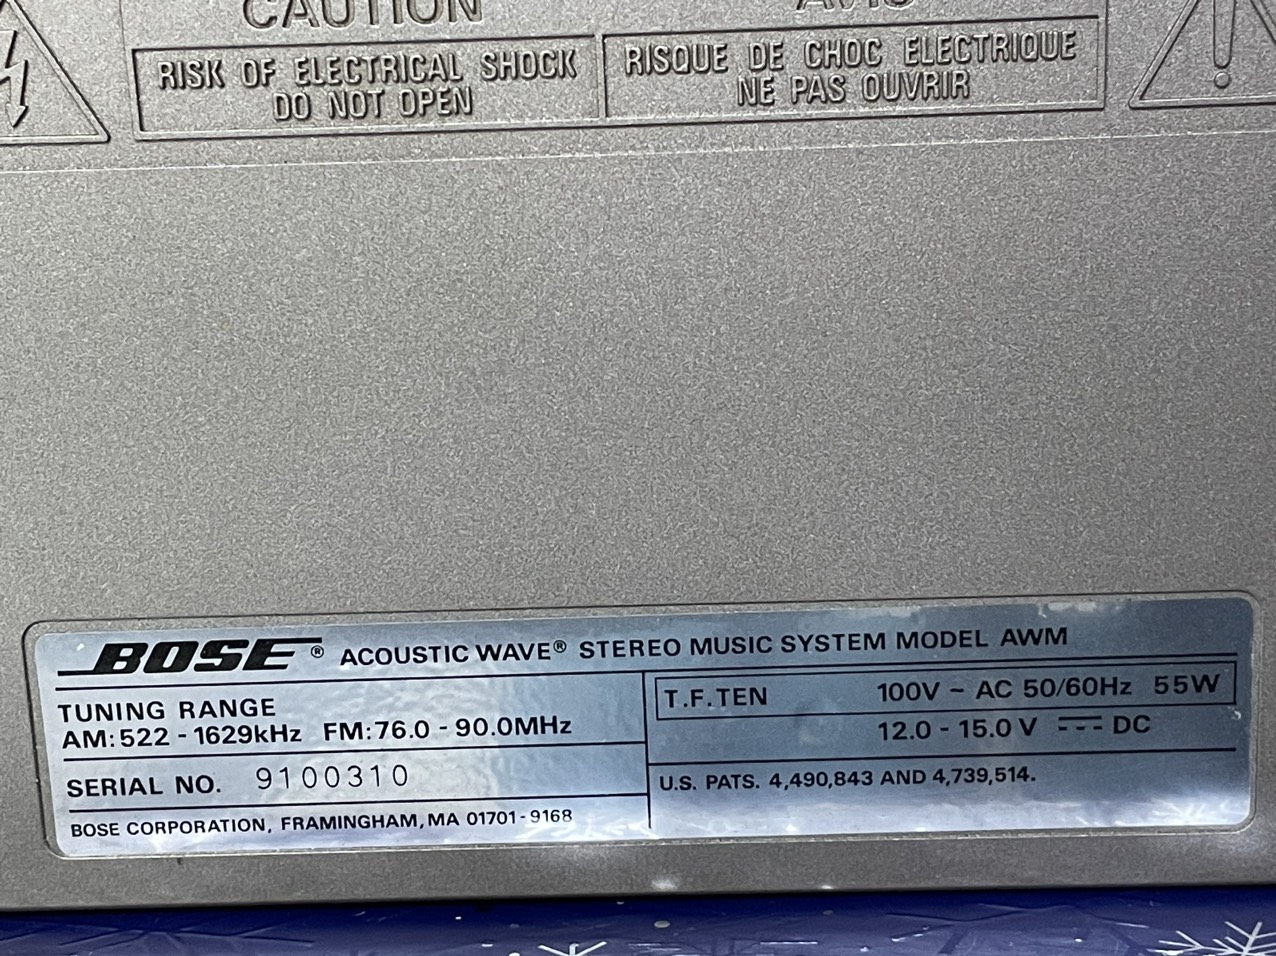 CAUTION
RISK OF ELECTRICAL SHOCK
DO NOT OPEN
AVIS
RISQUE DE CHOC ELECTRIQUE
NE PAS OUVRIR
BOSE® ACOUSTIC WAVE® STEREO MUSIC SYSTEM MODEL AWM
TUNING RANGE
AM:522-1629kHz FM:76.0-90.0MHz
SERIAL NO. 9100310
BOSE CORPORATION, FRAMINGHAM, MA 01701-9168
T.F.TEN 100V ~ AC 50/60Hz 55W
12.0-15.0V ⎓ DC
U.S. PATS. 4,490,843 AND 4,739,514.